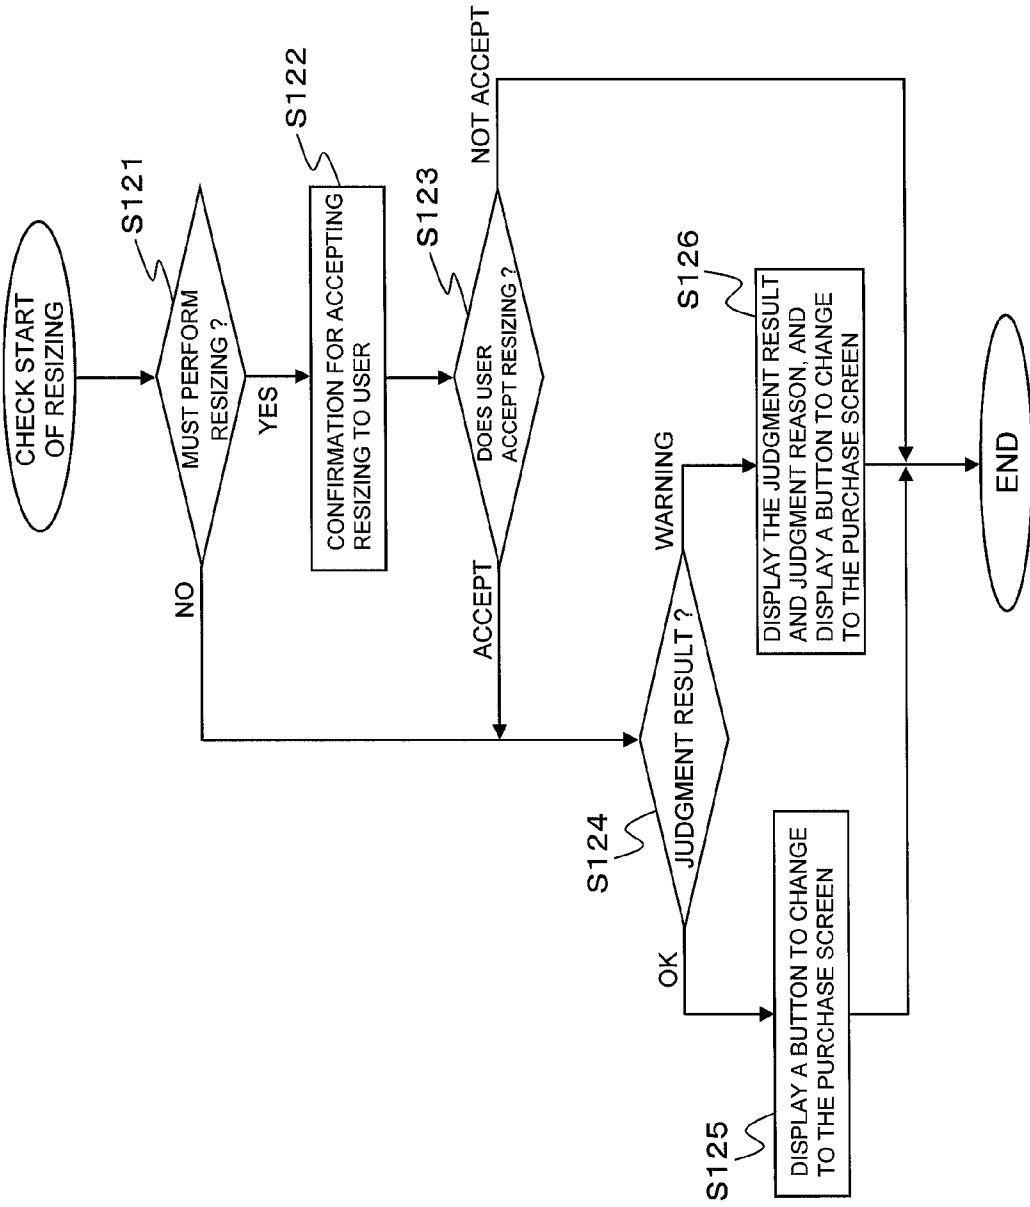 CHECK START
OF RESIZING
S121
MUST PERFORM
RESIZING ?
NO
YES
S122
CONFIRMATION FOR ACCEPTING
RESIZING TO USER
S123
DOES USER
ACCEPT RESIZING ?
ACCEPT
NOT ACCEPT
S124
JUDGMENT RESULT ?
OK
WARNING
S125
DISPLAY A BUTTON TO CHANGE
TO THE PURCHASE SCREEN
S126
DISPLAY THE JUDGMENT RESULT
AND JUDGMENT REASON, AND
DISPLAY A BUTTON TO CHANGE
TO THE PURCHASE SCREEN
END